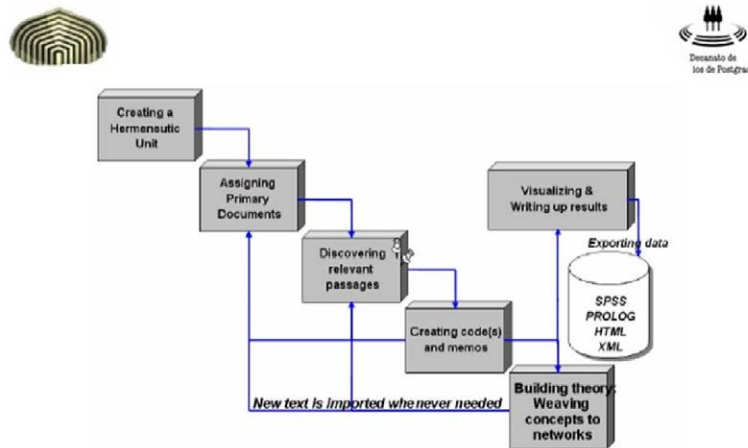 Decanato de
ios de Postgrad
Creating a
Hermeneutic
Unit
Assigning
Primary
Documents
Visualizing &
Writing up results
Discovering
relevant
passages
Exporting data
SPSS
PROLOG
HTML
XML
Creating code(s)
and memos
Building theory:
Weaving
concepts to
networks
New text is imported whenever needed